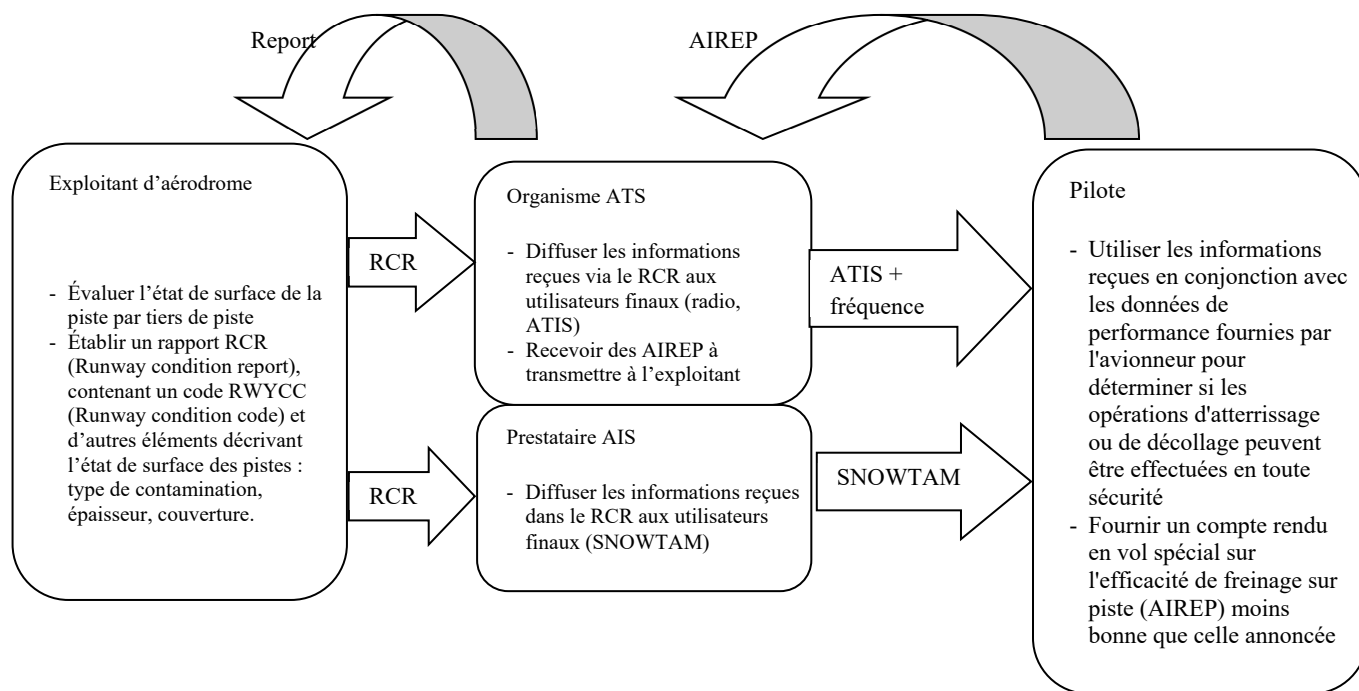 Report
AIREP
Exploitant d’aérodrome
- Évaluer l’état de surface de la
piste par tiers de piste
- Établir un rapport RCR
(Runway condition report),
contenant un code RWYCC
(Runway condition code) et
d’autres éléments décrivant
l’état de surface des pistes :
type de contamination,
épaisseur, couverture.
RCR
RCR
Organisme ATS
- Diffuser les informations
reçues via le RCR aux
utilisateurs finaux (radio,
ATIS)
- Recevoir des AIREP à
transmettre à l’exploitant
Prestataire AIS
- Diffuser les informations reçues
dans le RCR aux utilisateurs
finaux (SNOWTAM)
ATIS +
fréquence
SNOWTAM
Pilote
- Utiliser les informations
reçues en conjonction avec
les données de
performance fournies par
l'avionneur pour
déterminer si les
opérations d'atterrissage
ou de décollage peuvent
être effectuées en toute
sécurité
- Fournir un compte rendu
en vol spécial sur
l'efficacité de freinage sur
piste (AIREP) moins
bonne que celle annoncée